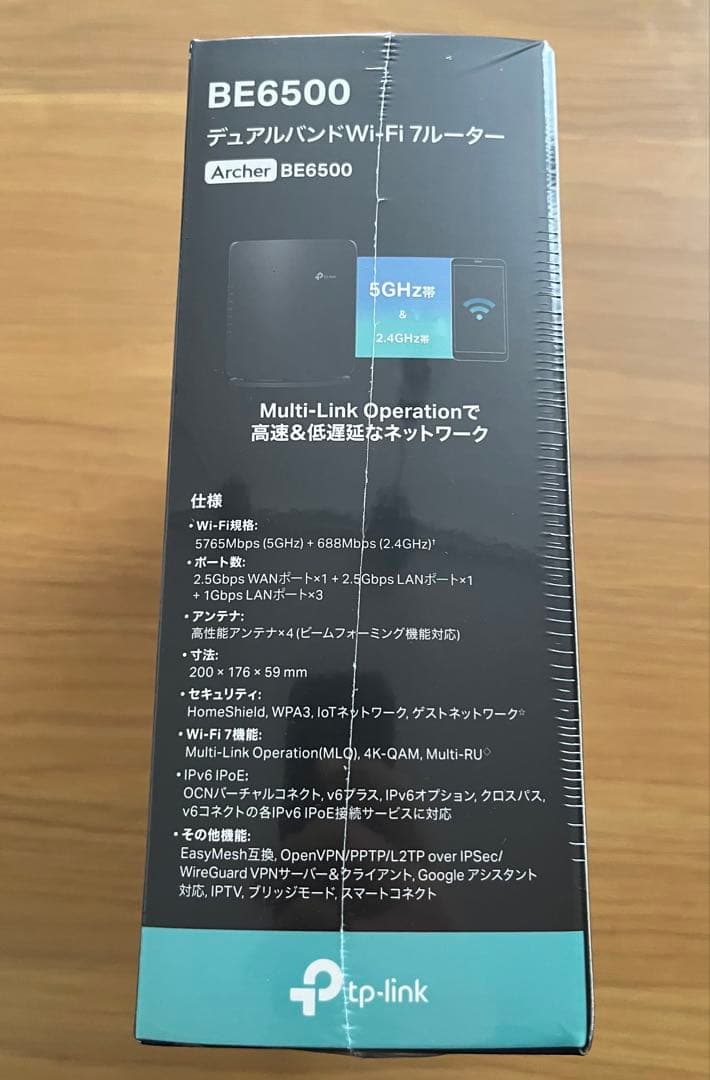 BE6500
デュアルバンドWi-Fi 7ルーター
Archer BE6500
tp-link
5GHz帯
&
2.4GHz帯
Multi-Link Operationで
高速&低遅延なネットワーク
仕様
・Wi-Fi規格:
5765Mbps (5GHz) + 688Mbps (2.4GHz)†
・ポート数:
2.5Gbps WANポート×1 + 2.5Gbps LANポート×1
+ 1Gbps LANポート×3
・アンテナ:
高性能アンテナ×4 (ビームフォーミング機能対応)
・寸法:
200 × 176 × 59 mm
・セキュリティ:
HomeShield, WPA3, IoTネットワーク, ゲストネットワーク☆
・Wi-Fi 7機能:
Multi-Link Operation(MLO), 4K-QAM, Multi-RU◇
・IPv6 IPoE:
OCNバーチャルコネクト, v6プラス, IPv6オプション, クロスパス,
v6コネクトの各IPv6 IPoE接続サービスに対応
・その他機能:
EasyMesh互換, OpenVPN/PPTP/L2TP over IPSec/
WireGuard VPNサーバー&クライアント, Google アシスタント
対応, IPTV, ブリッジモード, スマートコネクト
tp-link